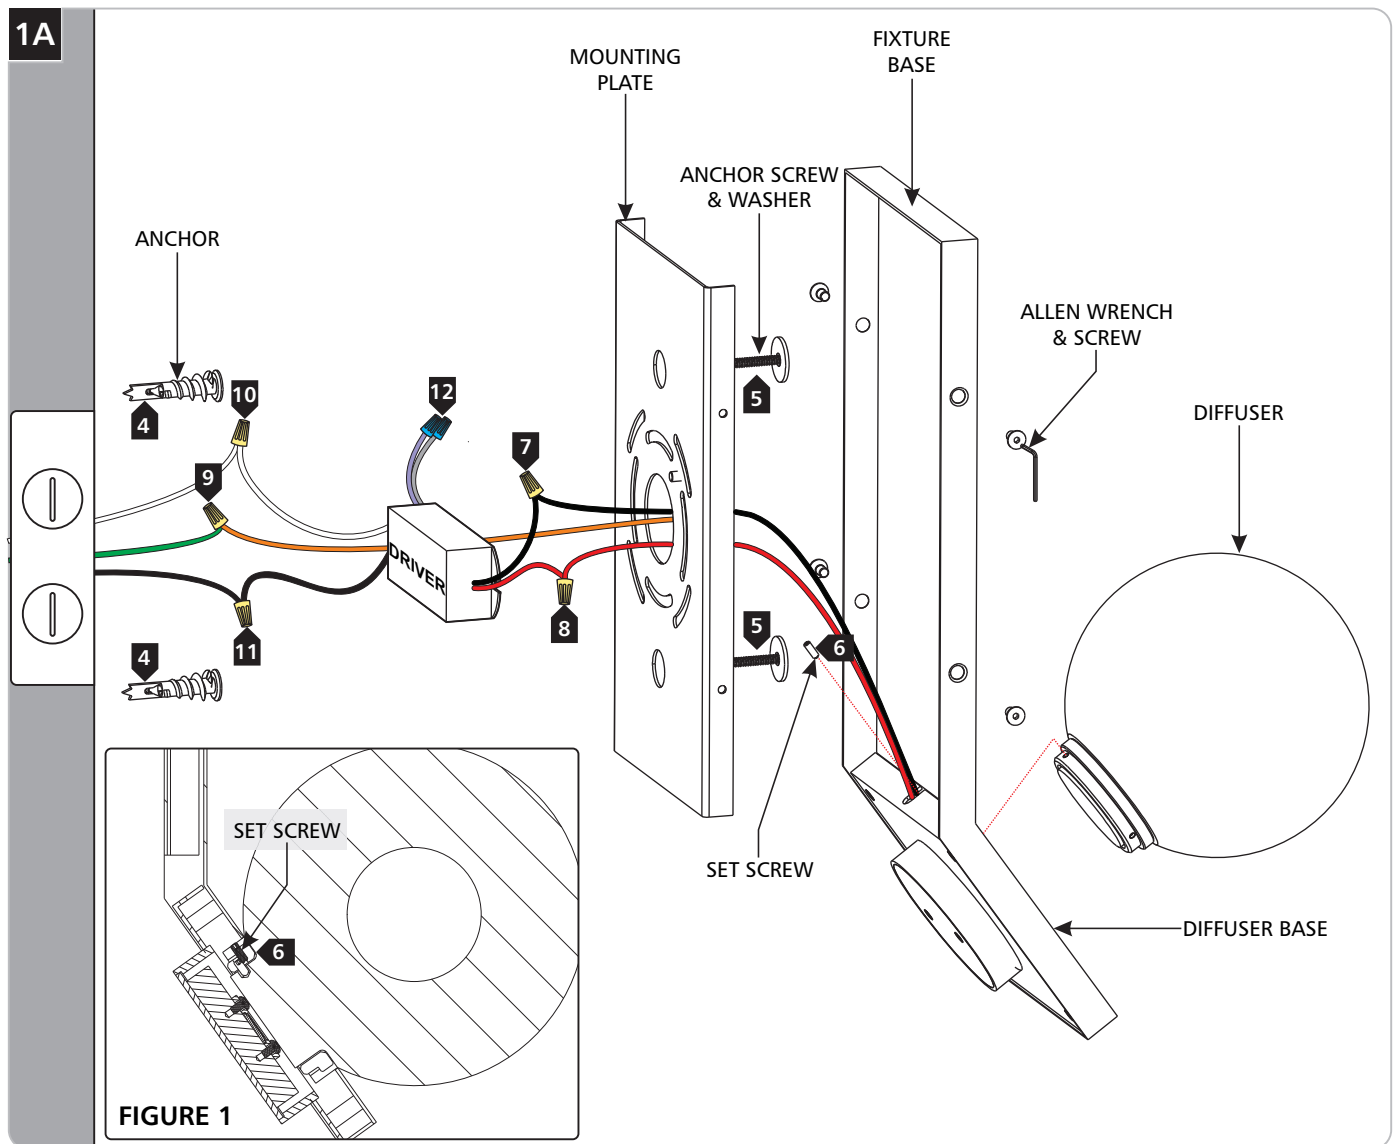 1A
MOUNTING
PLATE
FIXTURE
BASE
ANCHOR SCREW
& WASHER
ANCHOR
ALLEN WRENCH
& SCREW
DIFFUSER
4
10
12
5
9
7
DRIVER
8
11
4
5
6
SET SCREW
DIFFUSER BASE
SET SCREW
6
FIGURE 1